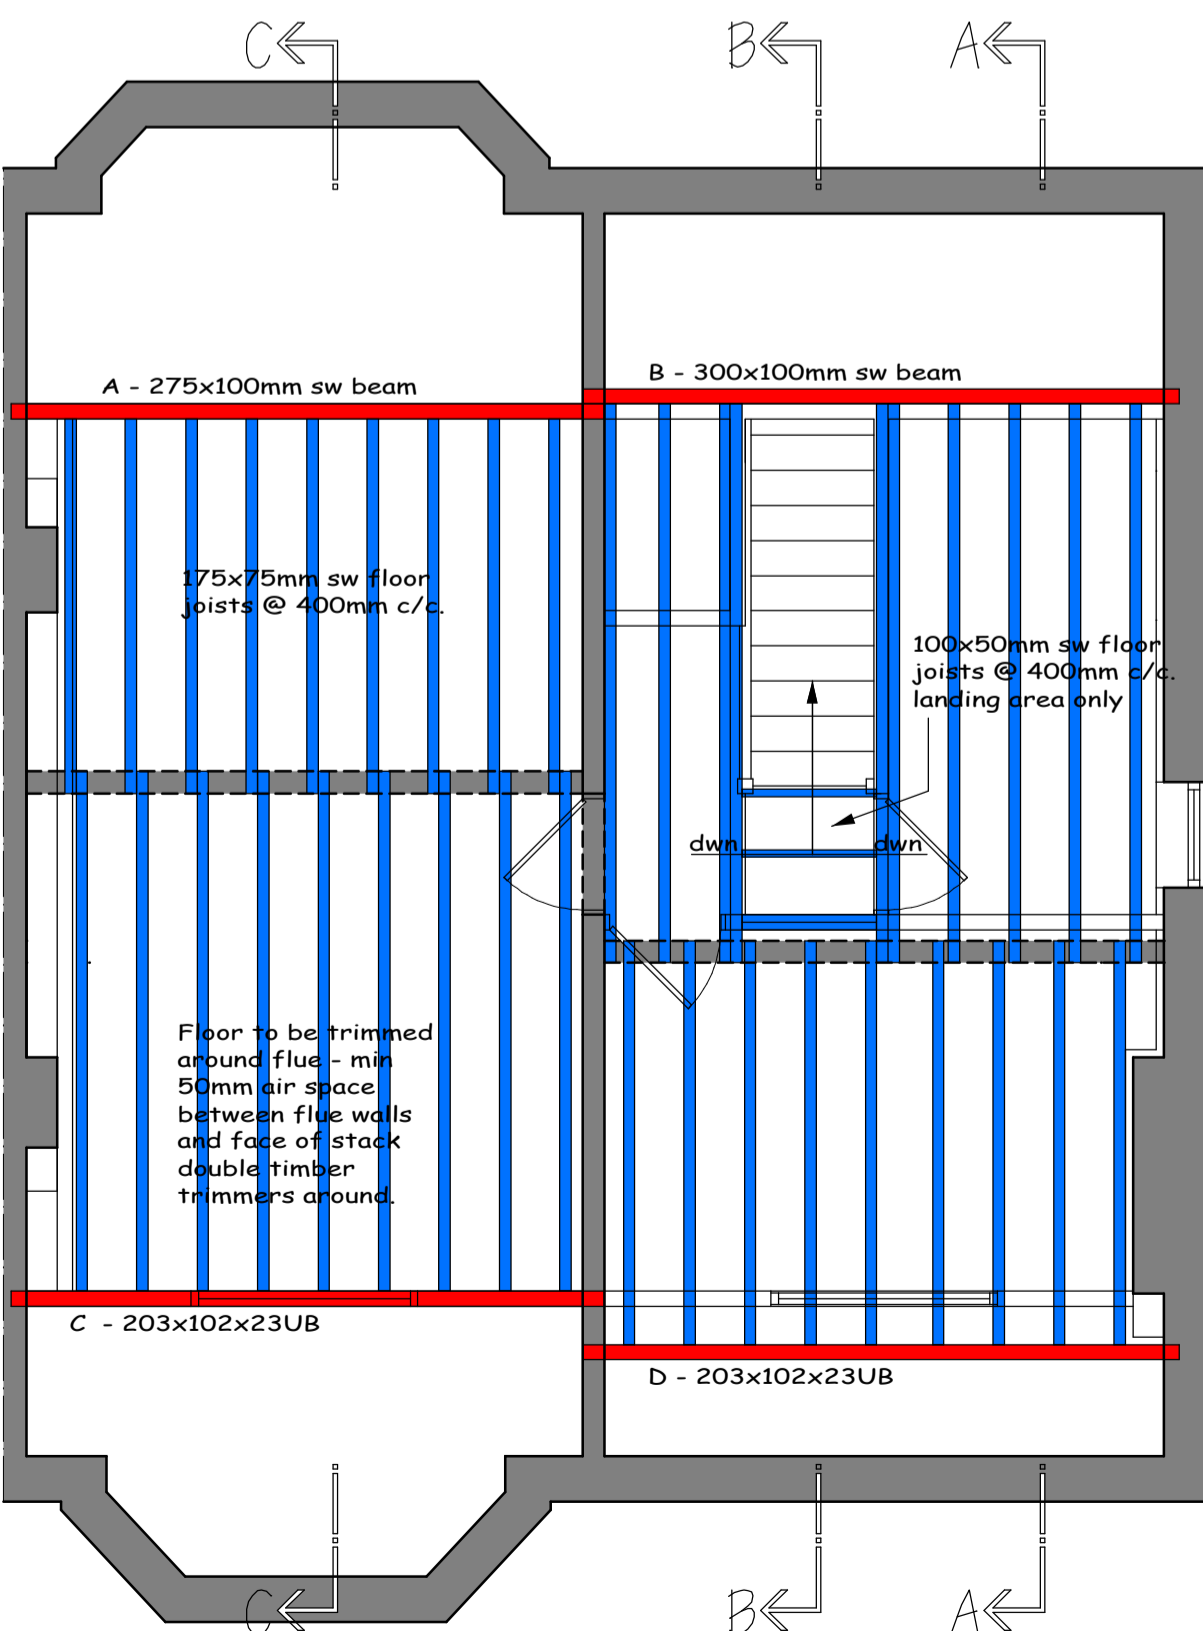 C
B
A
A - 275x100mm sw beam
B - 300x100mm sw beam
175x75mm sw floor
joists @ 400mm c/c.
100x50mm sw floor
joists @ 400mm c/c.
landing area only
dwn
dwn
Floor to be trimmed
around flue - min
50mm air space
between flue walls
and face of stack
double timber
trimmers around.
C - 203x102x23UB
D - 203x102x23UB
C
B
A